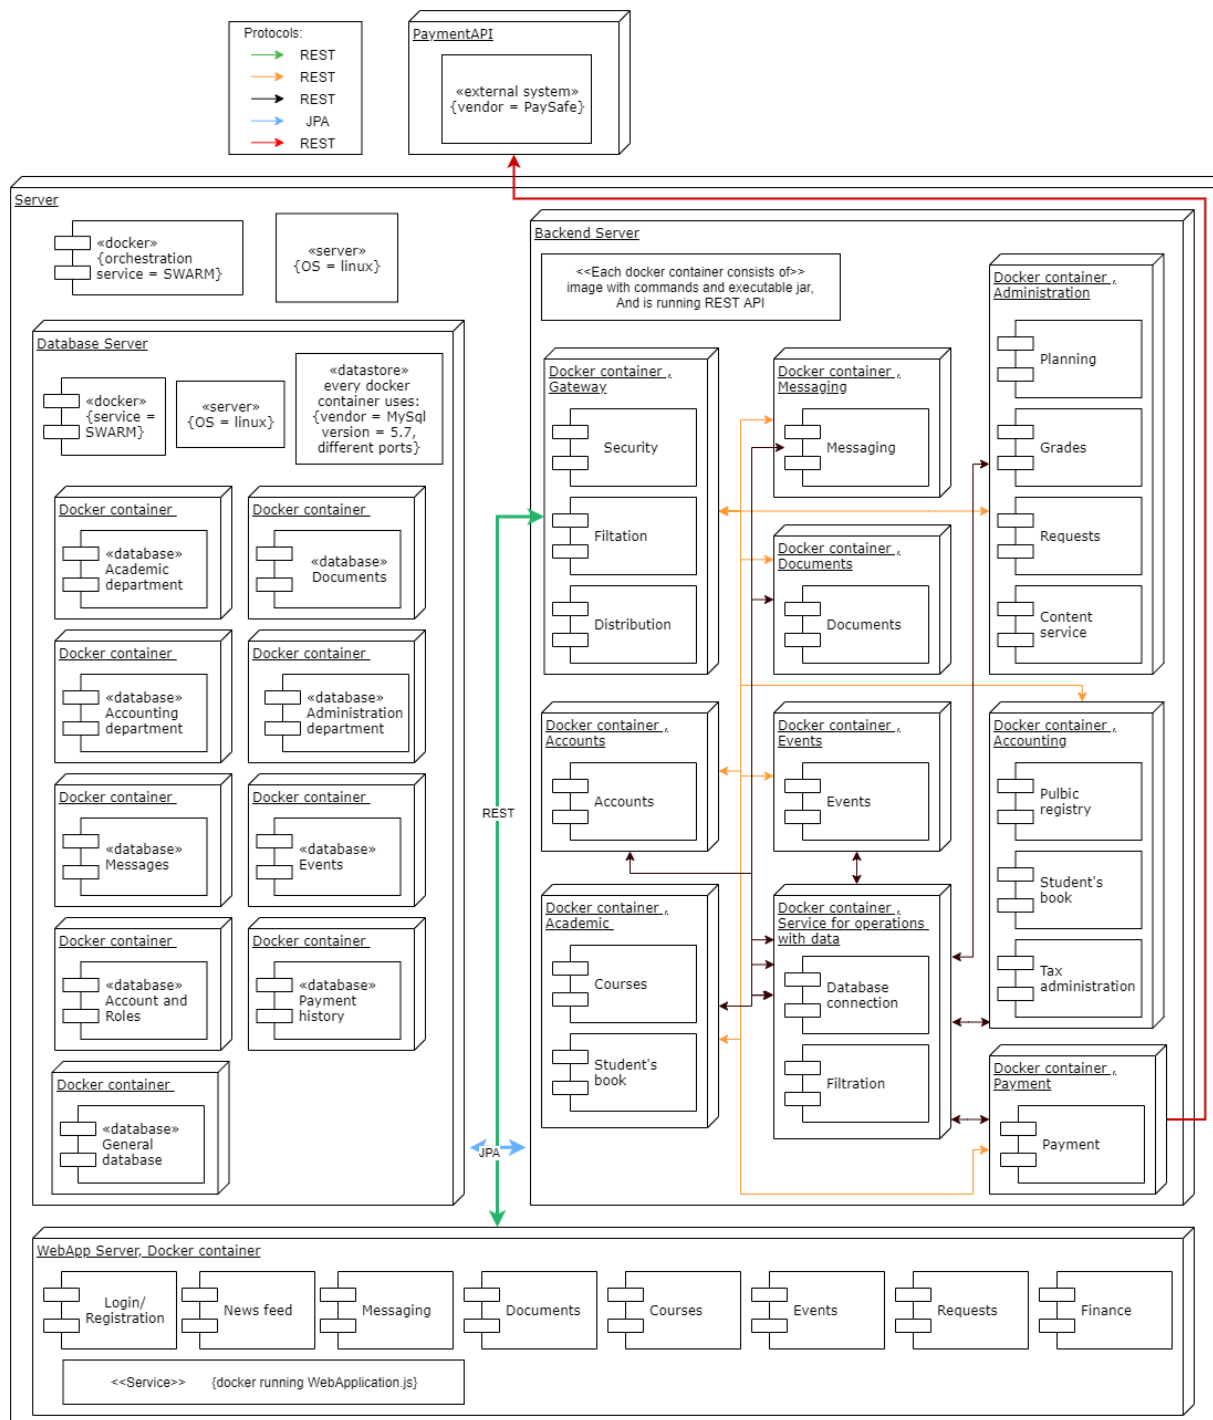 Protocols:
REST
REST
REST
JPA
REST
PaymentAPI
«external system»
{vendor = PaySafe}
Server
«docker»
{orchestration
service = SWARM}
«server»
{OS = linux}
Database Server
«docker»
{service =
SWARM}
«server»
{OS = linux}
«datastore»
every docker
container uses:
{vendor = MySql
version = 5.7,
different ports}
Docker container
«database»
Academic
department
Docker container
«database»
Documents
Docker container
«database»
Accounting
department
Docker container
«database»
Administration
department
Docker container
«database»
Messages
Docker container
«database»
Events
Docker container
«database»
Account and
Roles
Docker container
«database»
Payment
history
Docker container
«database»
General
database
REST
JPA
Backend Server
<<Each docker container consists of>>
image with commands and executable jar,
And is running REST API
Docker container ,
Gateway
Security
Filtation
Distribution
Docker container ,
Messaging
Messaging
Docker container ,
Administration
Planning
Grades
Requests
Content
service
Docker container ,
Documents
Documents
Docker container ,
Accounts
Accounts
Docker container ,
Events
Events
Docker container ,
Accounting
Pulbic
registry
Student's
book
Tax
administration
Docker container ,
Academic
Courses
Student's
book
Docker container ,
Service for operations
with data
Database
connection
Filtration
Docker container ,
Payment
Payment
WebApp Server, Docker container
Login/
Registration
News feed
Messaging
Documents
Courses
Events
Requests
Finance
<<Service>> {docker running WebApplication.js}